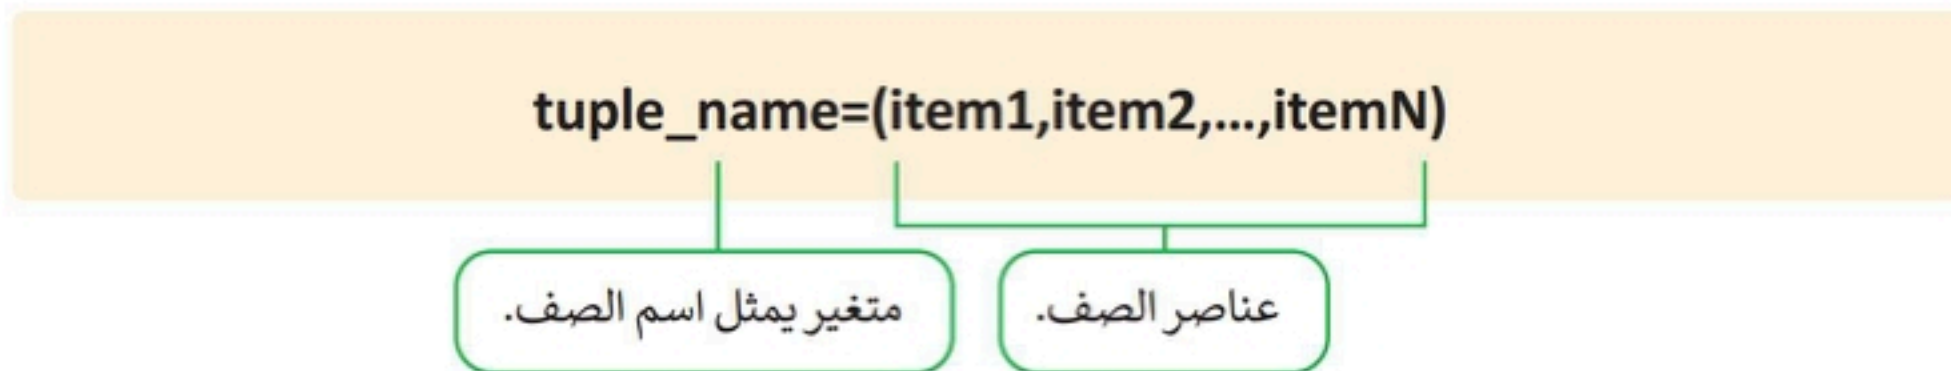 tuple_name=(item1,item2,...,itemN)
متغير يمثل اسم الصف.
عناصر الصف.